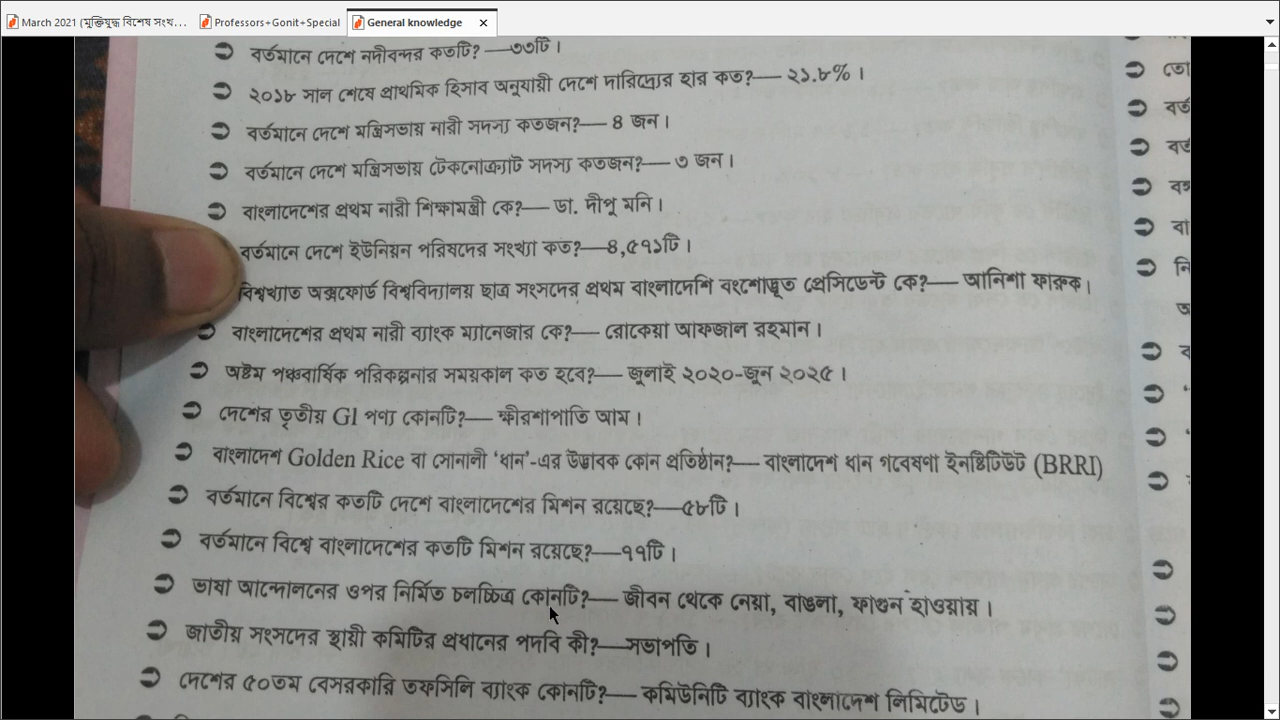 March 2021 (মুক্তিযুদ্ধ বিশেষ সংখ...
Professors+Gonit+Special
General knowledge
বর্তমানে দেশে নদীবন্দর কতটি? —৩৩টি।
২০১৮ সাল শেষে প্রাথমিক হিসাব অনুযায়ী দেশে দারিদ্র্যের হার কত?— ২১.৮%।
বর্তমানে দেশে মন্ত্রিসভায় নারী সদস্য কতজন?— ৪ জন।
বর্তমানে দেশে মন্ত্রিসভায় টেকনোক্র্যাট সদস্য কতজন?— ৩ জন।
বাংলাদেশের প্রথম নারী শিক্ষামন্ত্রী কে?— ডা. দীপু মনি।
বর্তমানে দেশে ইউনিয়ন পরিষদের সংখ্যা কত?—৪,৫৭১টি।
বিশ্বখ্যাত অক্সফোর্ড বিশ্ববিদ্যালয় ছাত্র সংসদের প্রথম বাংলাদেশি বংশোদ্ভূত প্রেসিডেন্ট কে?— আনিশা ফারুক।
বাংলাদেশের প্রথম নারী ব্যাংক ম্যানেজার কে?— রোকেয়া আফজাল রহমান।
অষ্টম পঞ্চবার্ষিক পরিকল্পনার সময়কাল কত হবে?— জুলাই ২০২০-জুন ২০২৫।
দেশের তৃতীয় GI পণ্য কোনটি?— ক্ষীরশাপাতি আম।
বাংলাদেশ Golden Rice বা সোনালী ‘ধান’-এর উদ্ভাবক কোন প্রতিষ্ঠান?— বাংলাদেশ ধান গবেষণা ইনষ্টিটিউট (BRRI)
বর্তমানে বিশ্বের কতটি দেশে বাংলাদেশের মিশন রয়েছে?—৫৮টি।
বর্তমানে বিশ্বে বাংলাদেশের কতটি মিশন রয়েছে?—৭৭টি।
ভাষা আন্দোলনের ওপর নির্মিত চলচ্চিত্র কোনটি?— জীবন থেকে নেয়া, বাঙলা, ফাগুন হাওয়ায়।
জাতীয় সংসদের স্থায়ী কমিটির প্রধানের পদবি কী?—সভাপতি।
দেশের ৫০তম বেসরকারি তফসিলি ব্যাংক কোনটি?— কমিউনিটি ব্যাংক বাংলাদেশ লিমিটেড।